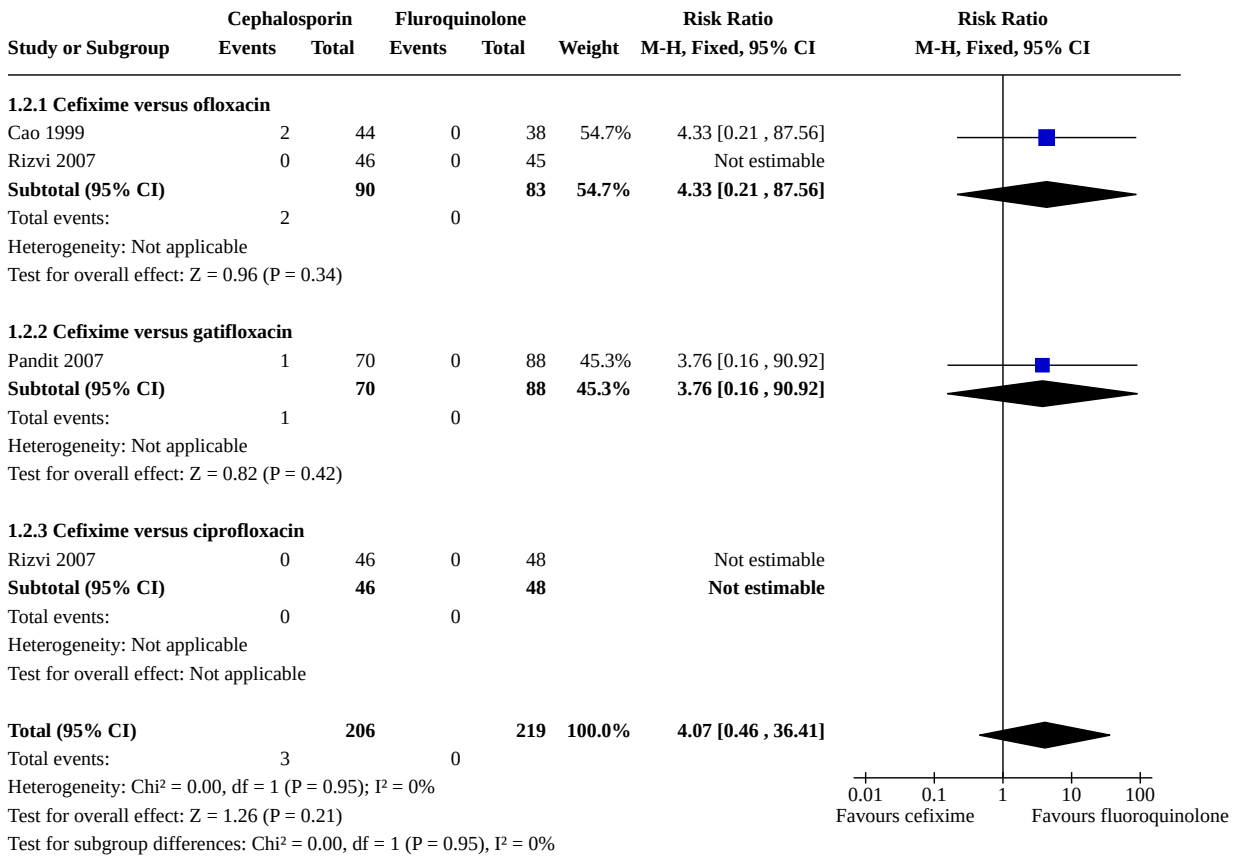 Cephalosporin Fluroquinolone Risk Ratio Risk Ratio
Study or Subgroup Events Total Events Total Weight M-H, Fixed, 95% CI M-H, Fixed, 95% CI
1.2.1 Cefixime versus ofloxacin
Cao 1999 2 44 0 38 54.7% 4.33 [0.21 , 87.56]
Rizvi 2007 0 46 0 45 Not estimable
Subtotal (95% CI) 90 83 54.7% 4.33 [0.21 , 87.56]
Total events: 2 0
Heterogeneity: Not applicable
Test for overall effect: Z = 0.96 (P = 0.34)
1.2.2 Cefixime versus gatifloxacin
Pandit 2007 1 70 0 88 45.3% 3.76 [0.16 , 90.92]
Subtotal (95% CI) 70 88 45.3% 3.76 [0.16 , 90.92]
Total events: 1 0
Heterogeneity: Not applicable
Test for overall effect: Z = 0.82 (P = 0.42)
1.2.3 Cefixime versus ciprofloxacin
Rizvi 2007 0 46 0 48 Not estimable
Subtotal (95% CI) 46 48 Not estimable
Total events: 0 0
Heterogeneity: Not applicable
Test for overall effect: Not applicable
Total (95% CI) 206 219 100.0% 4.07 [0.46 , 36.41]
Total events: 3 0
Heterogeneity: Chi² = 0.00, df = 1 (P = 0.95); I² = 0%
Test for overall effect: Z = 1.26 (P = 0.21)
Test for subgroup differences: Chi² = 0.00, df = 1 (P = 0.95), I² = 0%
0.01 0.1 1 10 100
Favours cefixime Favours fluoroquinolone